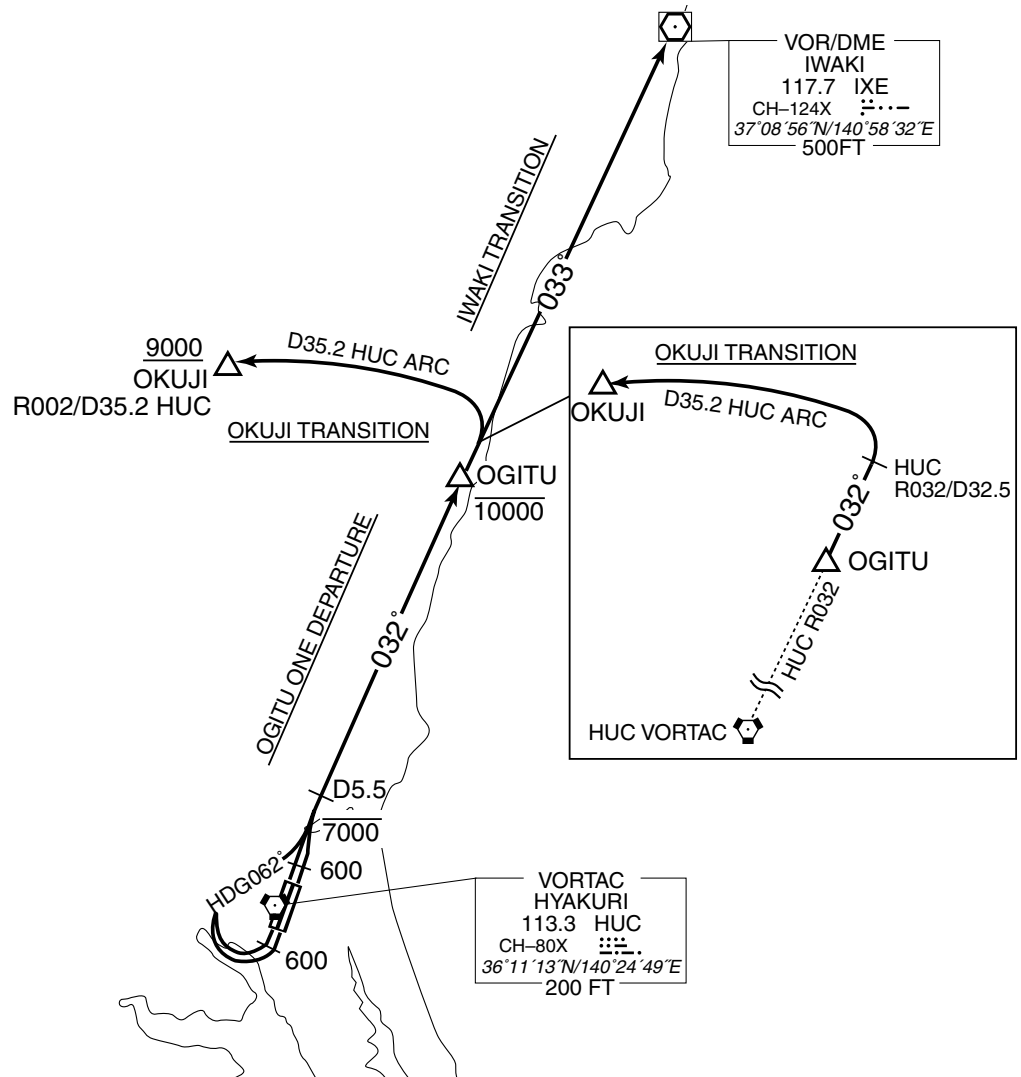 VOR/DME
IWAKI
117.7 IXE
CH–124X
37°08´56˝N/140°58´32˝E
500FT
IWAKI TRANSITION
033°
9000
OKUJI
R002/D35.2 HUC
D35.2 HUC ARC
OKUJI TRANSITION
OGITU
10000
OKUJI TRANSITION
OKUJI
D35.2 HUC ARC
HUC
R032/D32.5
032°
OGITU
HUC R032
HUC VORTAC
OGITU ONE DEPARTURE
032°
D5.5
7000
HDG062°
600
600
VORTAC
HYAKURI
113.3 HUC
CH–80X
36°11´13˝N/140°24´49˝E
200 FT